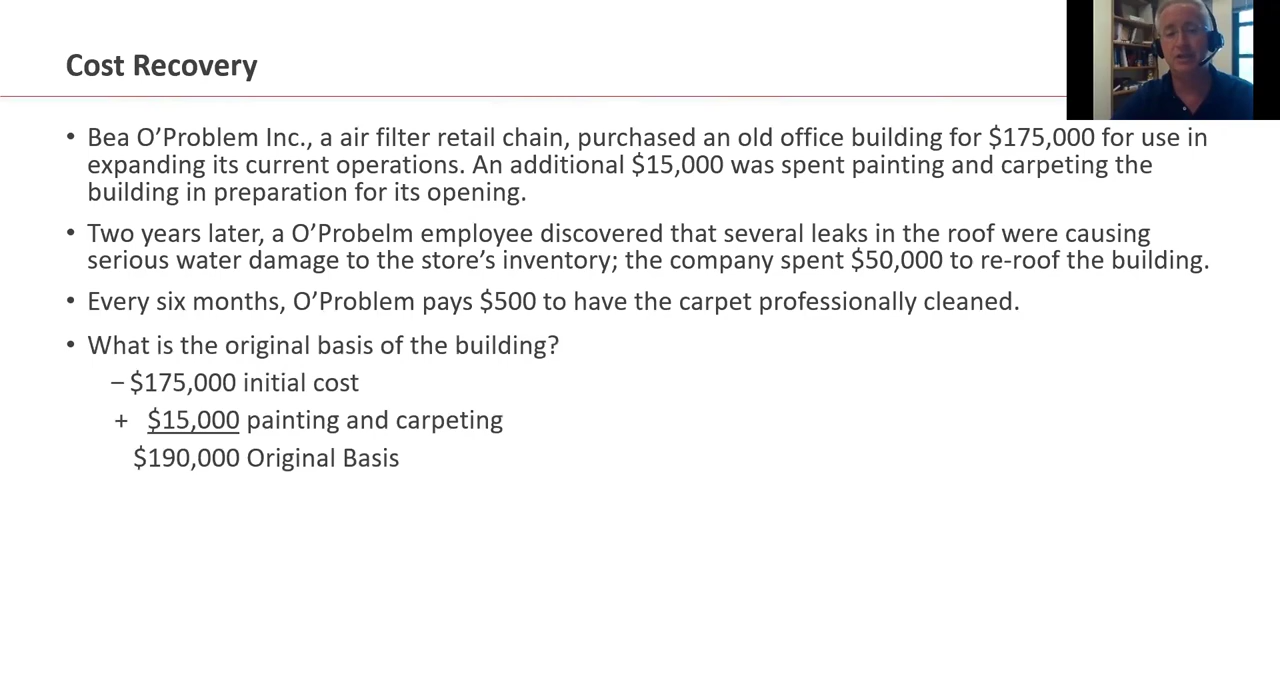 Cost Recovery
• Bea O’Problem Inc., a air filter retail chain, purchased an old office building for $175,000 for use in
expanding its current operations. An additional $15,000 was spent painting and carpeting the
building in preparation for its opening.
• Two years later, a O’Probelm employee discovered that several leaks in the roof were causing
serious water damage to the store’s inventory; the company spent $50,000 to re-roof the building.
• Every six months, O’Problem pays $500 to have the carpet professionally cleaned.
• What is the original basis of the building?
– $175,000 initial cost
+ $15,000 painting and carpeting
$190,000 Original Basis